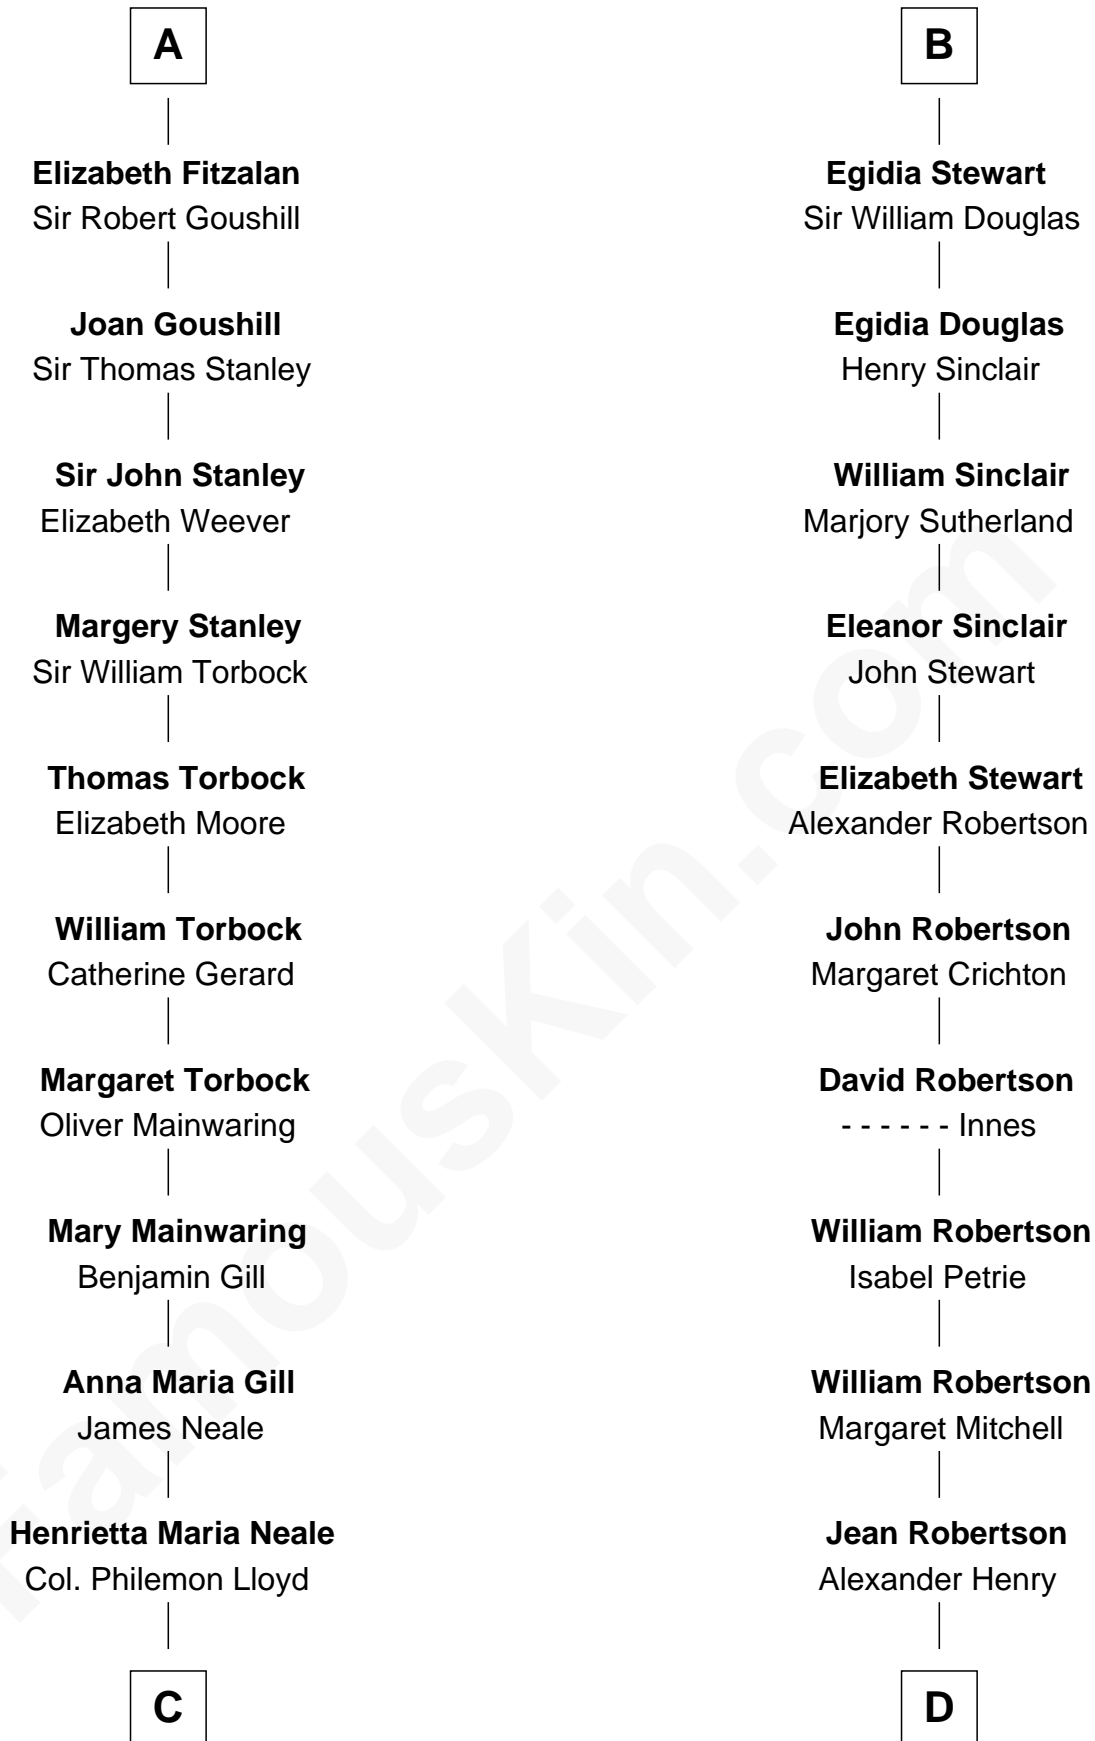 A
Elizabeth Fitzalan
Sir Robert Goushill
Joan Goushill
Sir Thomas Stanley
Sir John Stanley
Elizabeth Weever
Margery Stanley
Sir William Torbock
Thomas Torbock
Elizabeth Moore
William Torbock
Catherine Gerard
Margaret Torbock
Oliver Mainwaring
Mary Mainwaring
Benjamin Gill
Anna Maria Gill
James Neale
Henrietta Maria Neale
Col. Philemon Lloyd
C
B
Egidia Stewart
Sir William Douglas
Egidia Douglas
Henry Sinclair
William Sinclair
Marjory Sutherland
Eleanor Sinclair
John Stewart
Elizabeth Stewart
Alexander Robertson
John Robertson
Margaret Crichton
David Robertson
- - - - - - Innes
William Robertson
Isabel Petrie
William Robertson
Margaret Mitchell
Jean Robertson
Alexander Henry
D
FamousKin.com